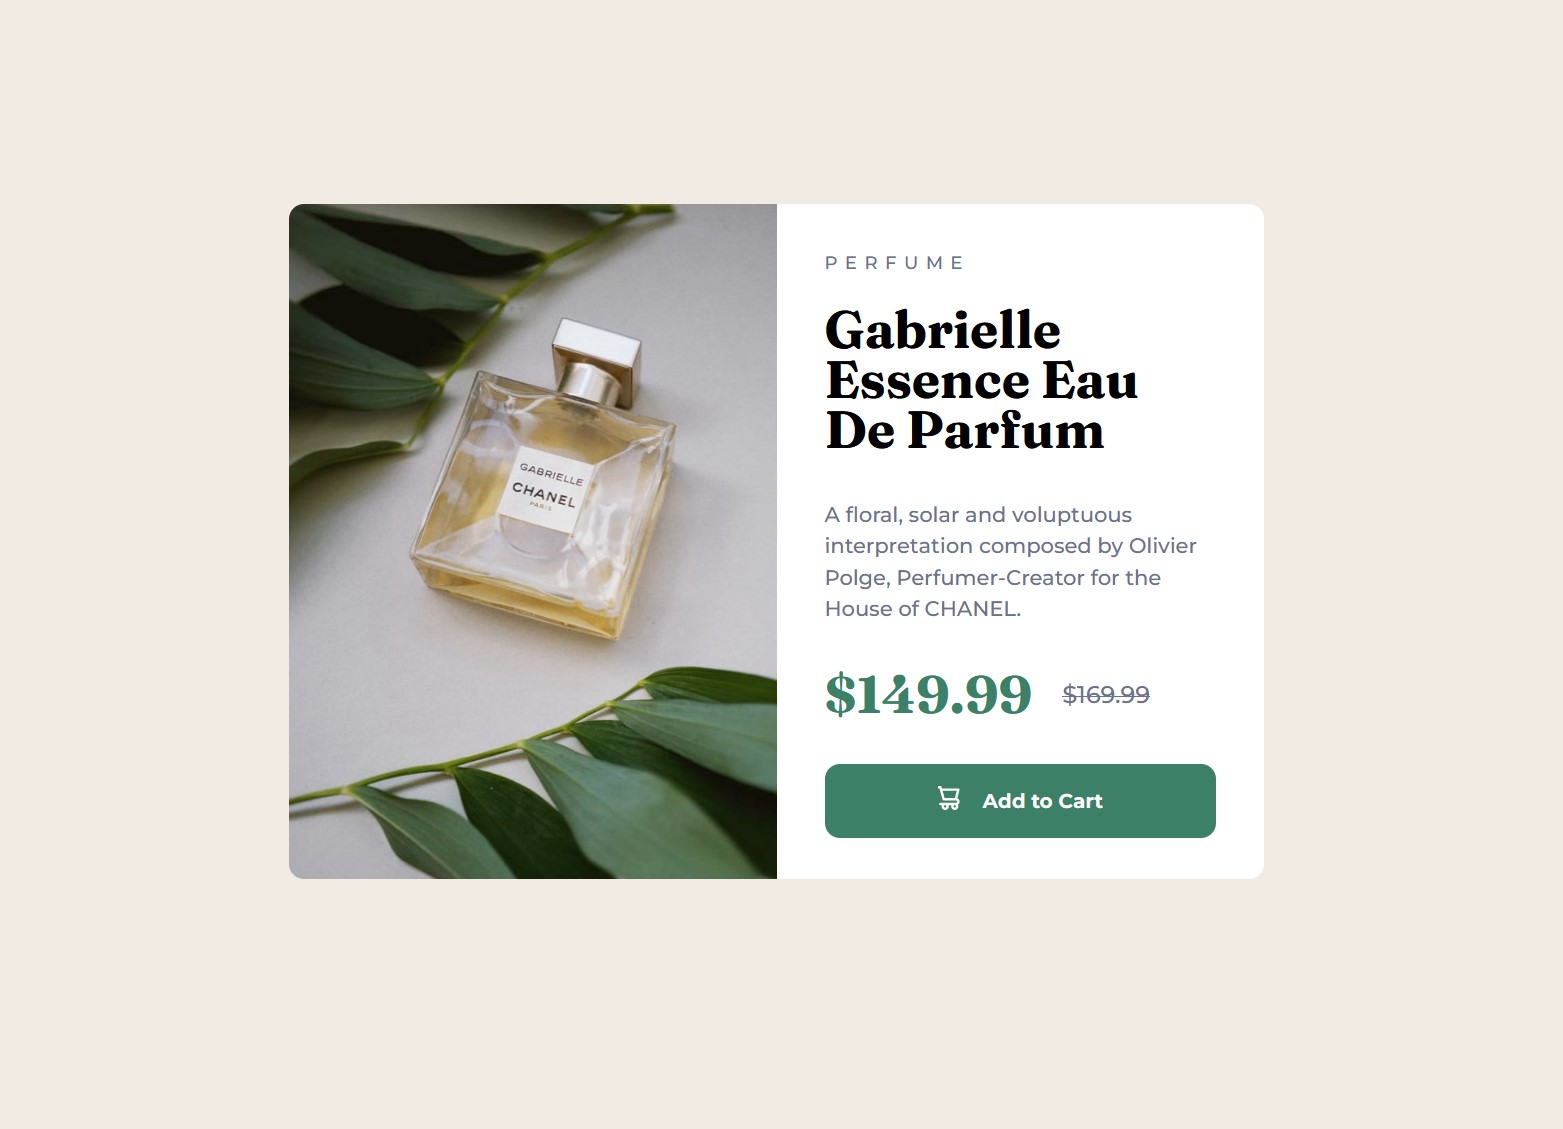 GABRIELLE
CHANEL
PARIS
PERFUME
Gabrielle
Essence Eau
De Parfum
A floral, solar and voluptuous
interpretation composed by Olivier
Polge, Perfumer-Creator for the
House of CHANEL.
$149.99 $169.99
Add to Cart